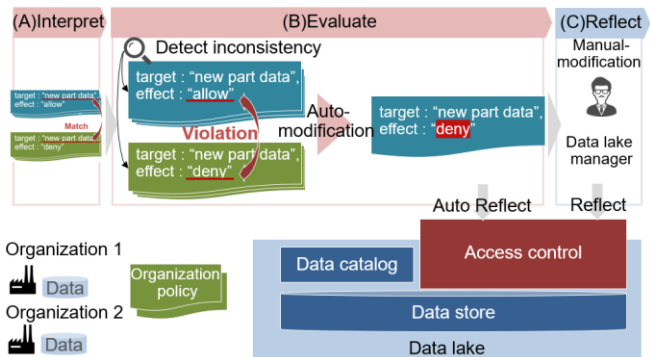 (A)Interpret
(B)Evaluate
(C)Reflect
Detect inconsistency
Manual-
modification
target : "new part data",
effect : "allow"
Match
target : "new part data",
effect : "deny"
target : "new part data",
effect : "allow"
Violation
target : "new part data",
effect : "deny"
Auto-
modification
target : "new part data",
effect : "deny"
Data lake
manager
Auto Reflect
Reflect
Organization 1
Data
Organization 2
Data
Organization
policy
Data catalog
Access control
Data store
Data lake